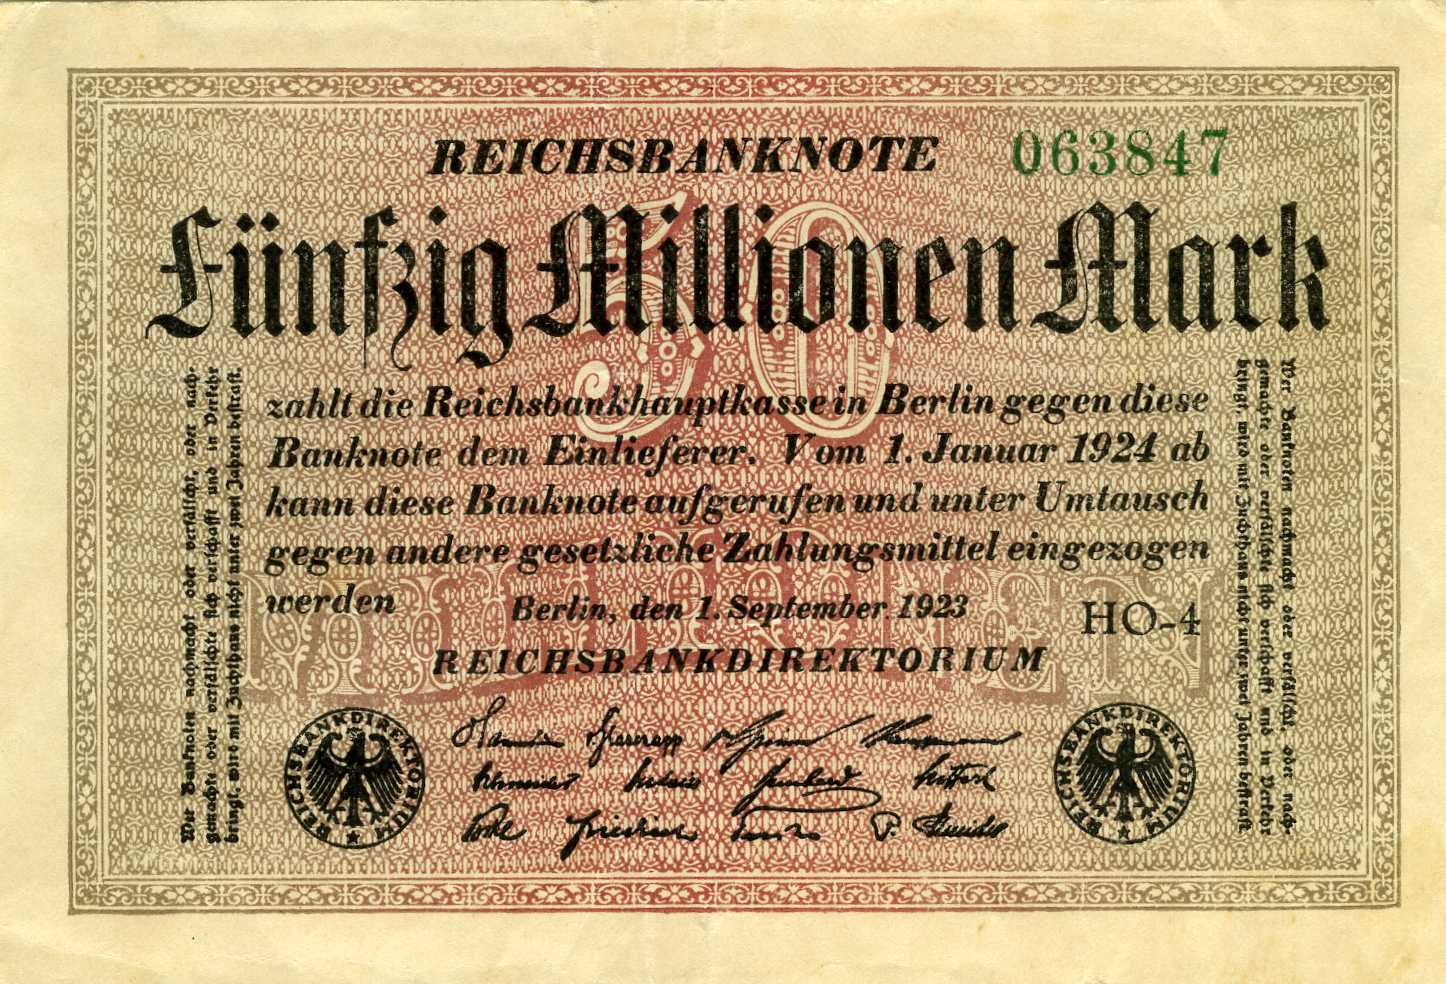 REICHSBANKNOTE 063847
50
Fünfzig Millionen Mark
zahlt die Reichsbankhauptkasse in Berlin gegen diese
Banknote dem Einlieferer. Vom 1. Januar 1924 ab
kann diese Banknote aufgerufen und unter Umtausch
gegen andere gesetzliche Zahlungsmittel eingezogen
werden
Berlin, den 1. September 1923
HO-4
MILLIONEN
REICHSBANKDIREKTORIUM
REICHSBANKDIREKTORIUM
REICHSBANKDIREKTORIUM
Wer Banknoten nachmacht oder verfälscht, oder nach-
gemachte oder verfälschte sich verschafft und in Verkehr
bringt, wird mit Zuchthaus nicht unter zwei Jahren bestraft.
Wer Banknoten nachmacht oder verfälscht, oder nach-
gemachte oder verfälschte sich verschafft und in Verkehr
bringt, wird mit Zuchthaus nicht unter zwei Jahren bestraft